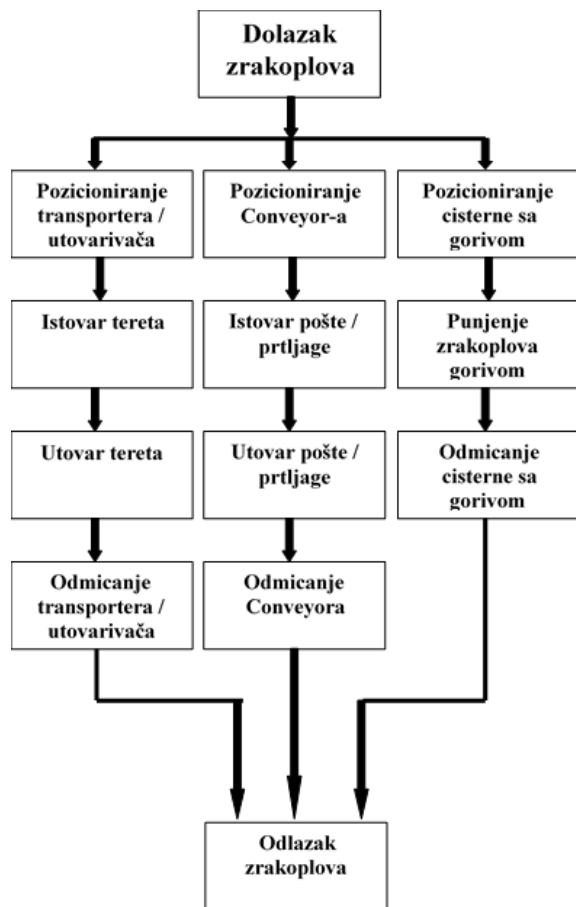 Dolazak
zrakoplova
Pozicioniranje
transportera /
utovarivača
Pozicioniranje
Conveyor-a
Pozicioniranje
cisterne sa
gorivom
Istovar tereta
Istovar pošte /
prtljage
Punjenje
zrakoplova
gorivom
Utovar tereta
Utovar pošte /
prtljage
Odmicanje
cisterne sa
gorivom
Odmicanje
transportera /
utovarivača
Odmicanje
Conveyora
Odlazak
zrakoplova